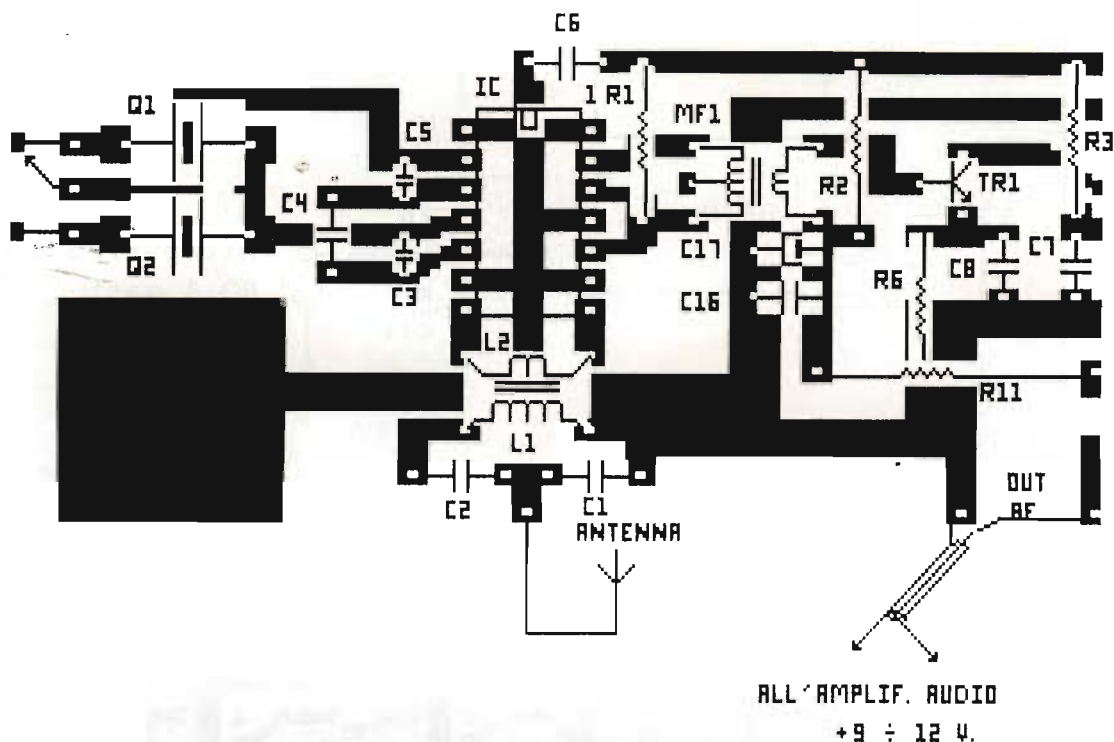 C6
IC
Q1
C5
1 R1
MF1
R3
R2
TR1
C4
C17
C8
C7
Q2
C3
R6
C16
L2
R11
L1
C2
C1
OUT
BF
ANTENNA
ALL'AMPLIF. AUDIO
+9 ÷ 12 V.